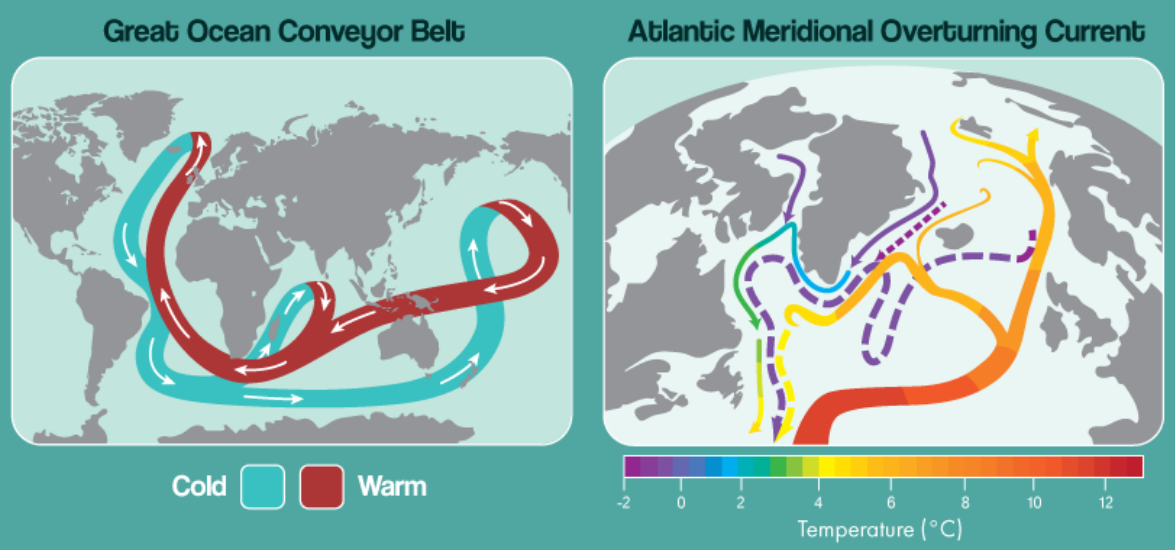 Great Ocean Conveyor Belt
Atlantic Meridional Overturning Current
Cold
Warm
-2 0 2 4 6 8 10 12
Temperature (°C)